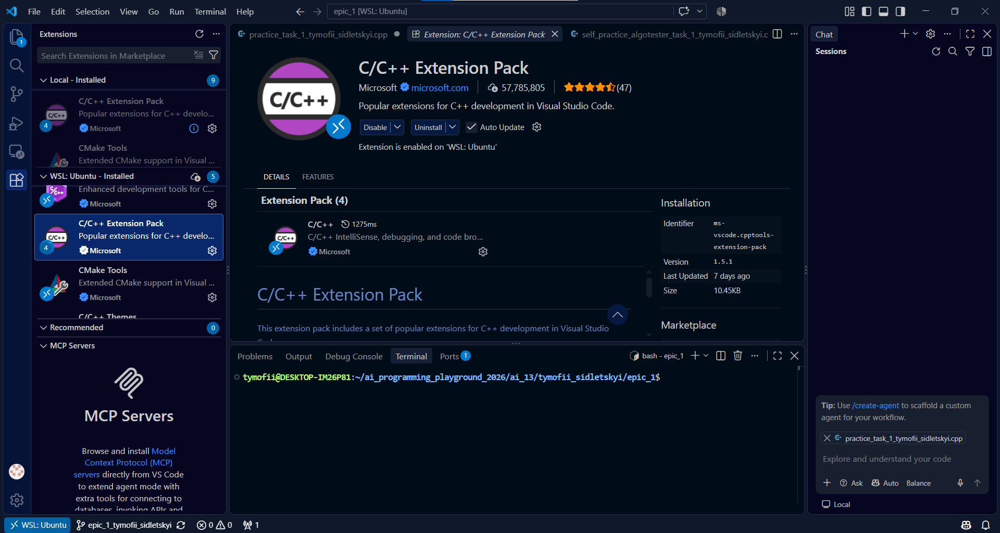 File Edit Selection View Go Run Terminal Help
epic_1 [WSL: Ubuntu]
1
Extensions
Search Extensions in Marketplace
Local - Installed
9
C/C++
4
C/C++ Extension Pack
Popular extensions for C++ develo...
Microsoft
CMake Tools
Extended CMake support in Visual ...
WSL: Ubuntu - Installed
5
C/C++
Enhanced development tools for C...
Microsoft
C/C++
4
C/C++ Extension Pack
Popular extensions for C++ develo...
Microsoft
CMake Tools
Extended CMake support in Visual ...
Microsoft
C/C++ Themes
Recommended
0
MCP Servers
MCP Servers
Browse and install Model
Context Protocol (MCP)
servers directly from VS Code
to extend agent mode with
extra tools for connecting to
databases, invoking APIs and
practice_task_1_tymofii_sidletskyi.cpp
Extension: C/C++ Extension Pack
self_practice_algotester_task_1_tymofii_sidletskyi.c
C/C++
C/C++ Extension Pack
Microsoft microsoft.com 57,785,805 (47)
Popular extensions for C++ development in Visual Studio Code.
Disable Uninstall Auto Update
Extension is enabled on 'WSL: Ubuntu'
DETAILS FEATURES
Extension Pack (4)
C/C++
C/C++ 1275ms
C/C++ IntelliSense, debugging, and code bro...
Microsoft
C/C++ Extension Pack
This extension pack includes a set of popular extensions for C++ development in Visual Studio
Code.
Installation
Identifier ms-
vscode.cpptools-
extension-pack
Version 1.5.1
Last Updated 7 days ago
Size 10.45KB
Marketplace
Problems Output Debug Console Terminal Ports 1
bash - epic_1
tymofii@DESKTOP-IM26P81:~/ai_programming_playground_2026/ai_13/tymofii_sidletskyi/epic_1$
Chat
Sessions
Tip: Use /create-agent to scaffold a custom
agent for your workflow.
practice_task_1_tymofii_sidletskyi.cpp
Explore and understand your code
Ask Auto Balance
Local
WSL: Ubuntu epic_1_tymofii_sidletskyi 0 0 1